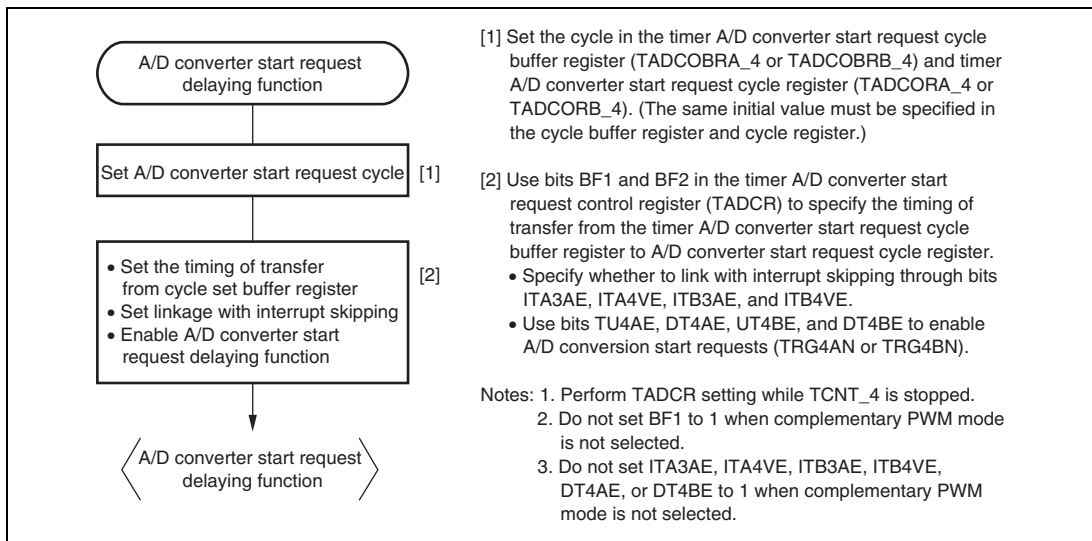 A/D converter start request
delaying function
Set A/D converter start request cycle
[1]
• Set the timing of transfer
from cycle set buffer register
• Set linkage with interrupt skipping
• Enable A/D converter start
request delaying function
[2]
A/D converter start request
delaying function
[1] Set the cycle in the timer A/D converter start request cycle
buffer register (TADCOBRA_4 or TADCOBRB_4) and timer
A/D converter start request cycle register (TADCORA_4 or
TADCORB_4). (The same initial value must be specified in
the cycle buffer register and cycle register.)
[2] Use bits BF1 and BF2 in the timer A/D converter start
request control register (TADCR) to specify the timing of
transfer from the timer A/D converter start request cycle
buffer register to A/D converter start request cycle register.
• Specify whether to link with interrupt skipping through bits
ITA3AE, ITA4VE, ITB3AE, and ITB4VE.
• Use bits TU4AE, DT4AE, UT4BE, and DT4BE to enable
A/D conversion start requests (TRG4AN or TRG4BN).
Notes: 1. Perform TADCR setting while TCNT_4 is stopped.
2. Do not set BF1 to 1 when complementary PWM mode
is not selected.
3. Do not set ITA3AE, ITA4VE, ITB3AE, ITB4VE,
DT4AE, or DT4BE to 1 when complementary PWM
mode is not selected.